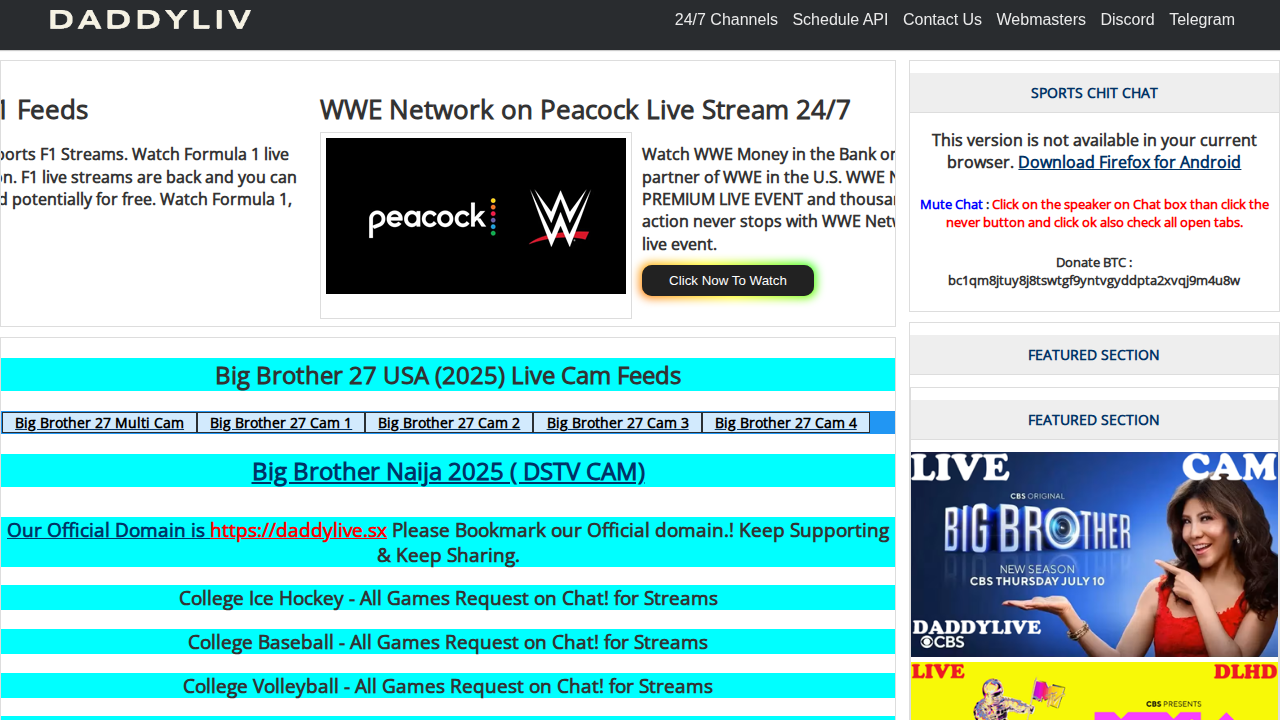 DADDYLIV
24/7 Channels Schedule API Contact Us Webmasters Discord Telegram
Feeds
WWE Network on Peacock Live Stream 24/7
ports F1 Streams. Watch Formula 1 live
on. F1 live streams are back and you can
d potentially for free. Watch Formula 1,
peacock
W
Watch WWE Money in the Bank or
partner of WWE in the U.S. WWE N
PREMIUM LIVE EVENT and thousan
action never stops with WWE Netw
live event.
Click Now To Watch
Big Brother 27 USA (2025) Live Cam Feeds
Big Brother 27 Multi Cam Big Brother 27 Cam 1 Big Brother 27 Cam 2 Big Brother 27 Cam 3 Big Brother 27 Cam 4
Big Brother Naija 2025 ( DSTV CAM)
Our Official Domain is https://daddylive.sx Please Bookmark our Official domain.! Keep Supporting
& Keep Sharing.
College Ice Hockey - All Games Request on Chat! for Streams
College Baseball - All Games Request on Chat! for Streams
College Volleyball - All Games Request on Chat! for Streams
SPORTS CHIT CHAT
This version is not available in your current
browser. Download Firefox for Android
Mute Chat : Click on the speaker on Chat box than click the
never button and click ok also check all open tabs.
Donate BTC :
bc1qm8jtuy8j8tswtgf9yntvgyddpta2xvqj9m4u8w
FEATURED SECTION
FEATURED SECTION
LIVE CAM
CBS ORIGINAL
BIG BROTHER
NEW SEASON
CBS THURSDAY JULY 10
DADDYLIVE
CBS
LIVE DLHD
CBS PRESENTS